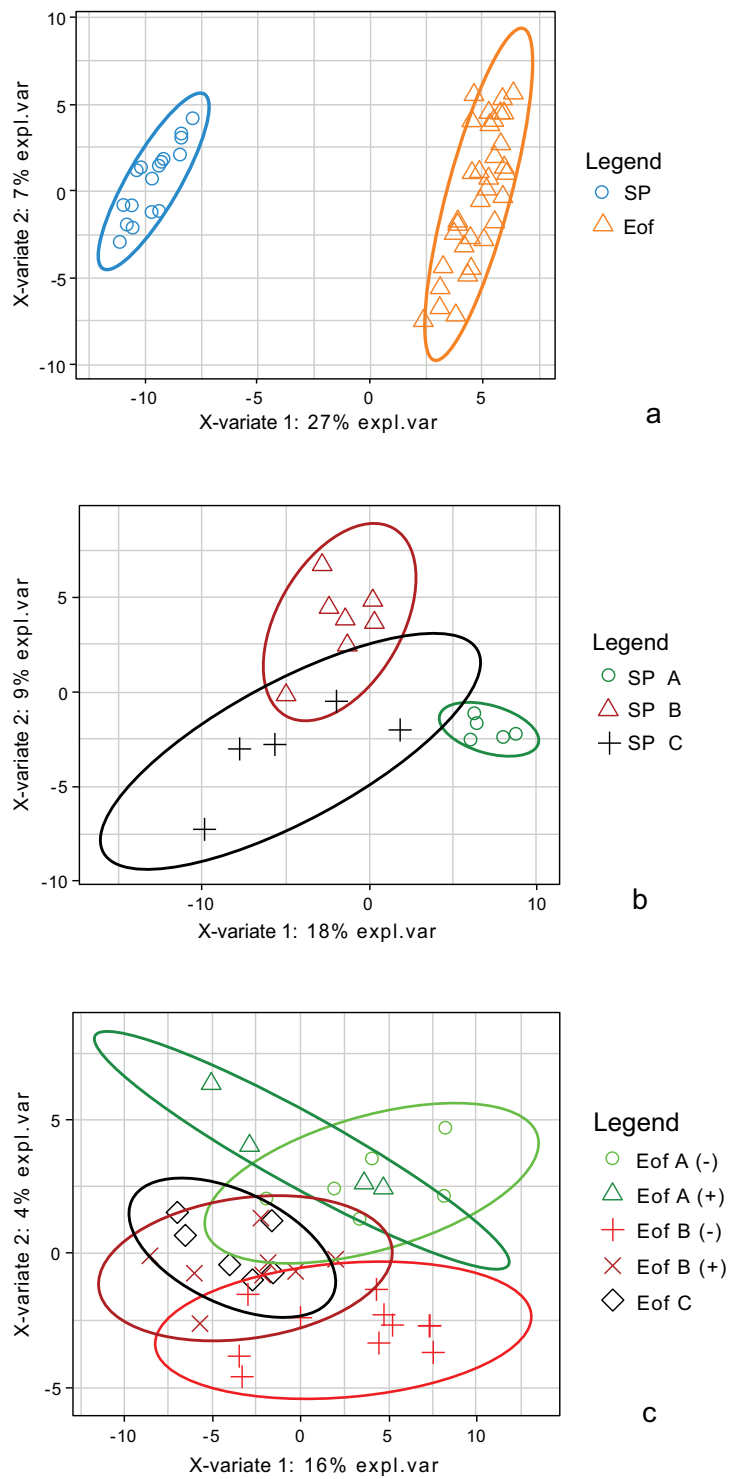 10
5
0
-5
-10
X-variate 2: 7% expl.var
-10
-5
0
5
X-variate 1: 27% expl.var
Legend
SP
Eof
a
5
0
-5
-10
X-variate 2: 9% expl.var
-10
0
10
X-variate 1: 18% expl.var
Legend
SP A
SP B
SP C
b
5
0
-5
X-variate 2: 4% expl.var
-10
-5
0
5
10
X-variate 1: 16% expl.var
Legend
Eof A (-)
Eof A (+)
Eof B (-)
Eof B (+)
Eof C
c